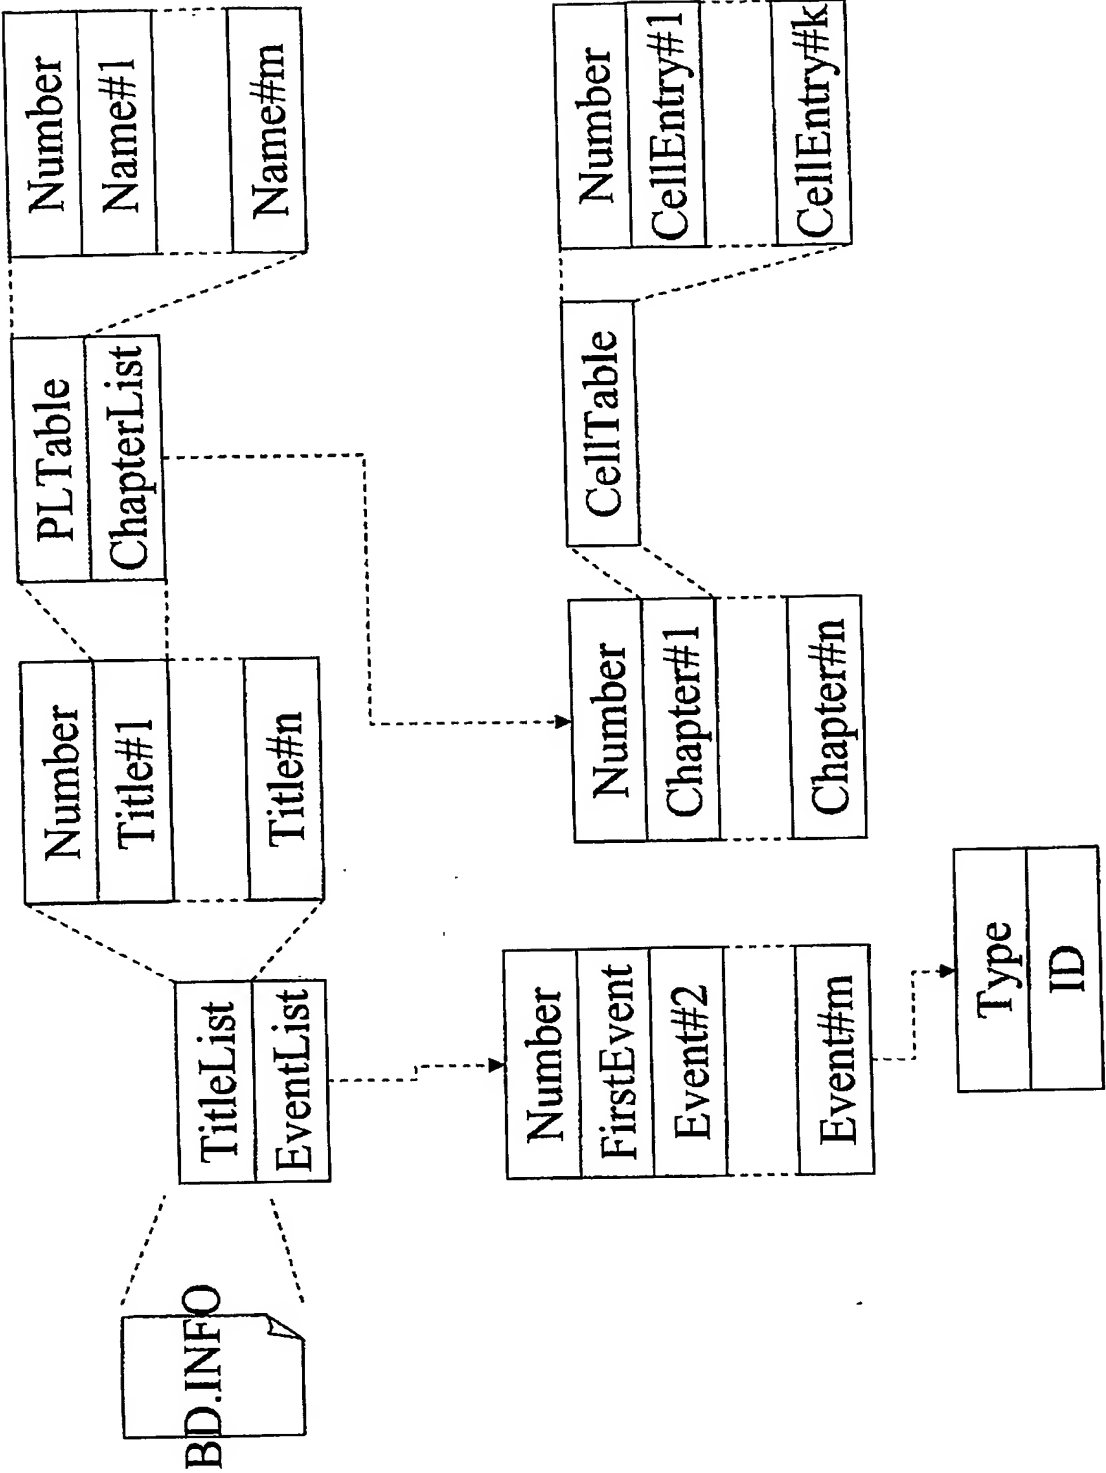 BD.INFO
TitleList
EventList
Number
Title#1
Title#n
PLTable
ChapterList
Number
Name#1
Name#m
Number
FirstEvent
Event#2
Event#m
Type
ID
Number
Chapter#1
Chapter#n
CellTable
Number
CellEntry#1
CellEntry#k